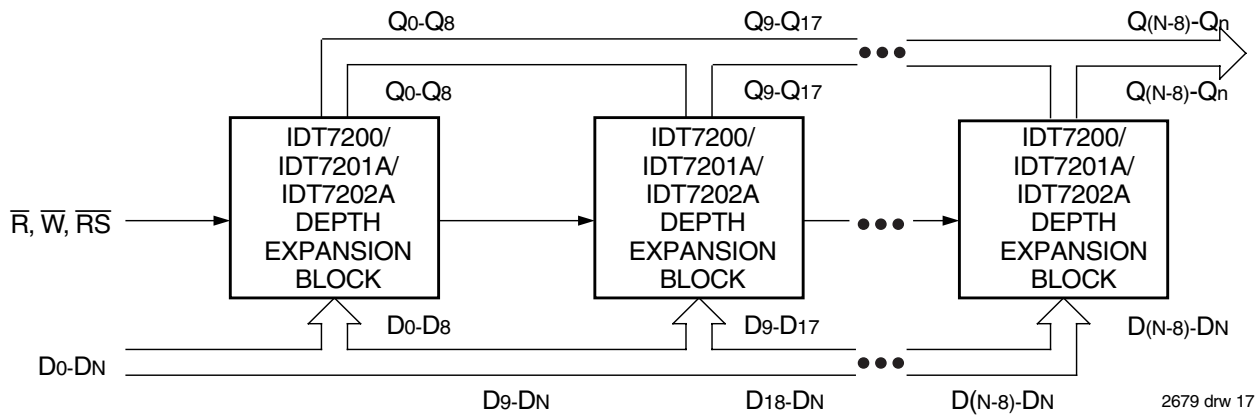 Q0-Q8 Q9-Q17 Q(N-8)-Qn
Q0-Q8 Q9-Q17 Q(N-8)-Qn
IDT7200/
IDT7201A/
IDT7202A
DEPTH
EXPANSION
BLOCK
IDT7200/
IDT7201A/
IDT7202A
DEPTH
EXPANSION
BLOCK
IDT7200/
IDT7201A/
IDT7202A
DEPTH
EXPANSION
BLOCK
R̅, W̅, R̅S̅
D0-D8 D9-D17 D(N-8)-DN
D0-DN
D9-DN D18-DN D(N-8)-DN
2679 drw 17